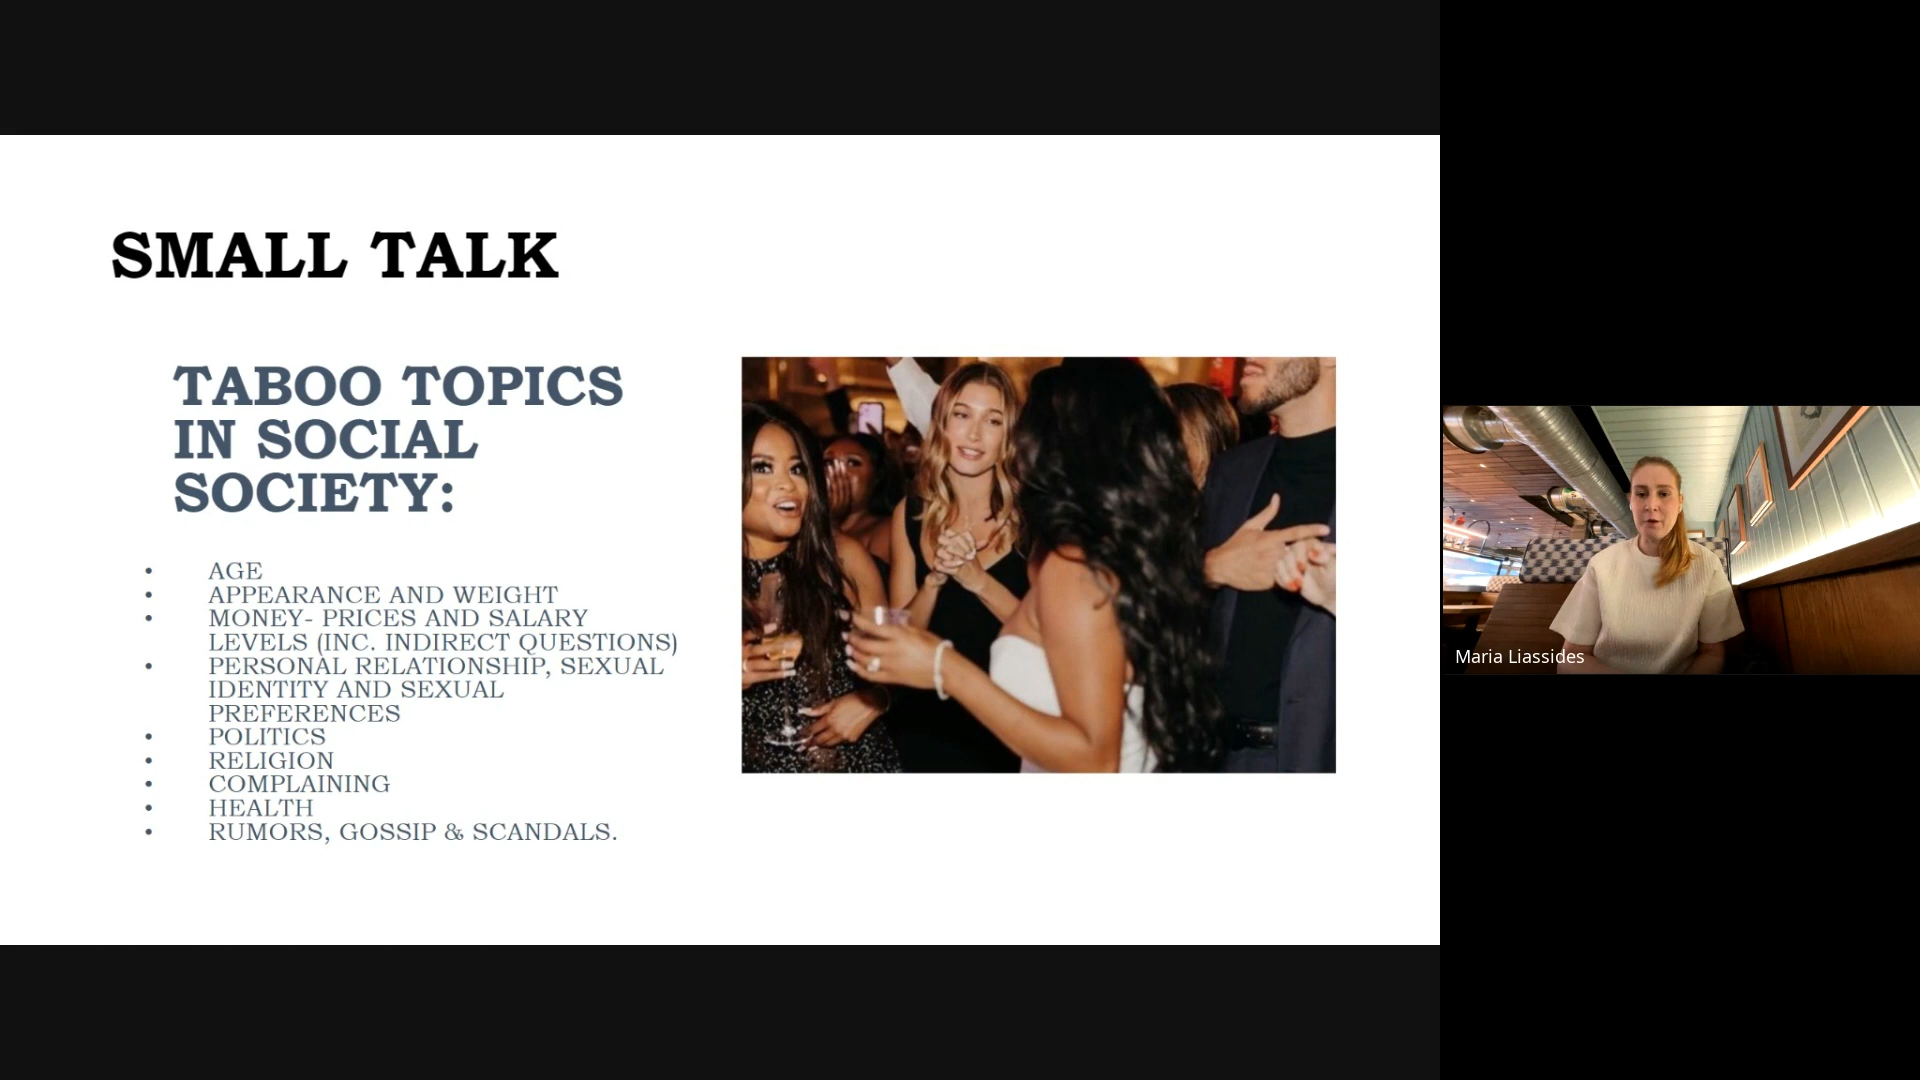 SMALL TALK
TABOO TOPICS
IN SOCIAL
SOCIETY:
• AGE
• APPEARANCE AND WEIGHT
• MONEY- PRICES AND SALARY
LEVELS (INC. INDIRECT QUESTIONS)
• PERSONAL RELATIONSHIP, SEXUAL
IDENTITY AND SEXUAL
PREFERENCES
• POLITICS
• RELIGION
• COMPLAINING
• HEALTH
• RUMORS, GOSSIP & SCANDALS.
Maria Liassides